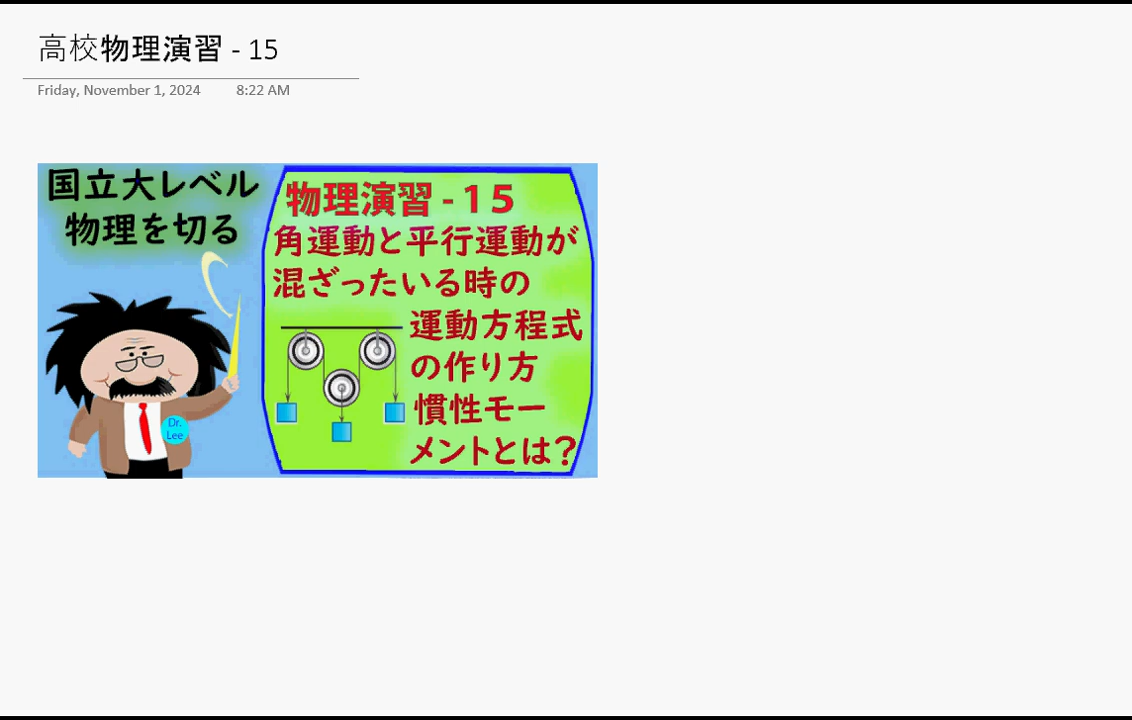 高校物理演習 - 15
Friday, November 1, 2024 8:22 AM
国立大レベル
物理を切る
物理演習 - 15
角運動と平行運動が
混ざったいる時の
運動方程式
の作り方
慣性モー
メントとは?
Dr.
Lee